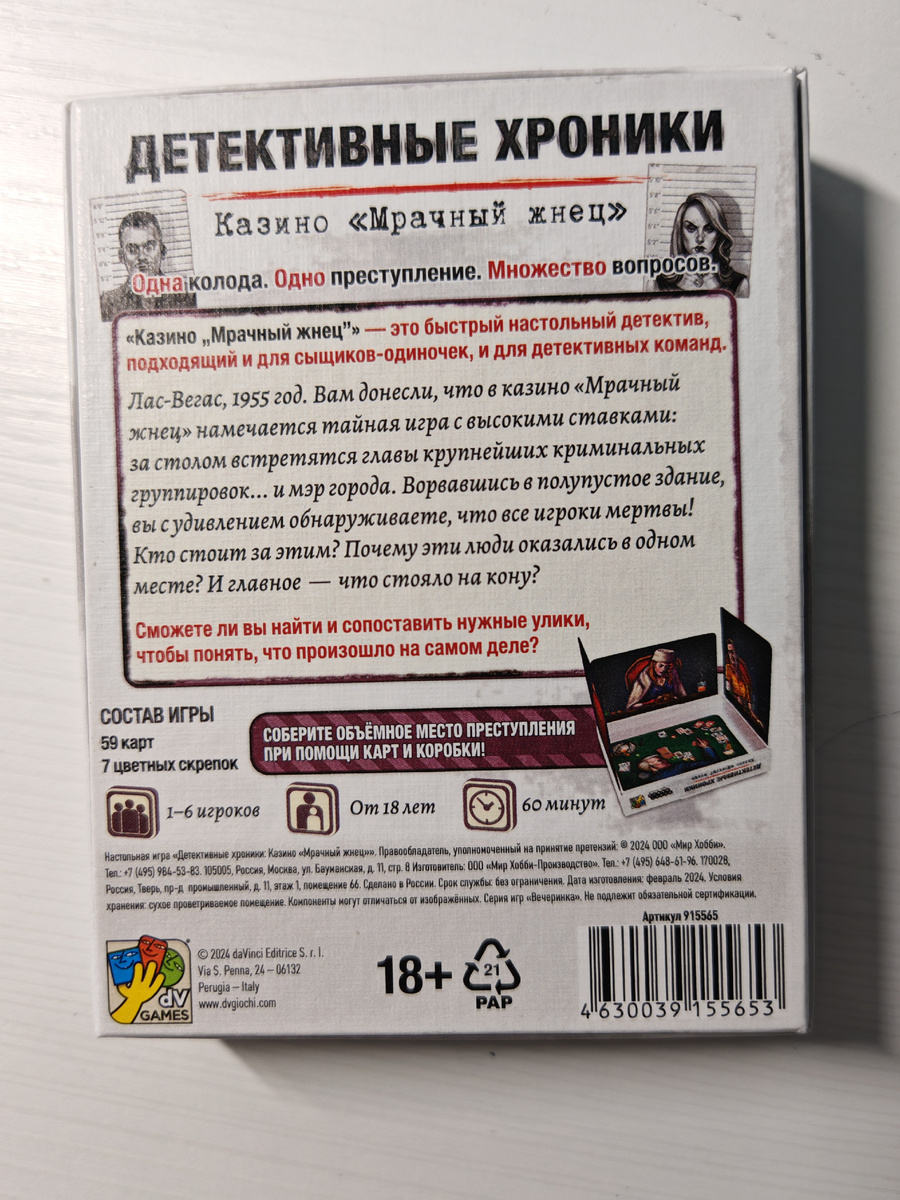 ДЕТЕКТИВНЫЕ ХРОНИКИ
Казино «Мрачный жнец»
Одна колода. Одно преступление. Множество вопросов.
«Казино „Мрачный жнец”» — это быстрый настольный детектив,
подходящий и для сыщиков-одиночек, и для детективных команд.
Лас-Вегас, 1955 год. Вам донесли, что в казино «Мрачный
жнец» намечается тайная игра с высокими ставками:
за столом встретятся главы крупнейших криминальных
группировок... и мэр города. Ворвавшись в полупустое здание,
вы с удивлением обнаруживаете, что все игроки мертвы!
Кто стоит за этим? Почему эти люди оказались в одном
месте? И главное — что стояло на кону?
Сможете ли вы найти и сопоставить нужные улики,
чтобы понять, что произошло на самом деле?
СОСТАВ ИГРЫ
59 карт
7 цветных скрепок
СОБЕРИТЕ ОБЪЁМНОЕ МЕСТО ПРЕСТУПЛЕНИЯ
ПРИ ПОМОЩИ КАРТ И КОРОБКИ!
1–6 игроков
От 18 лет
60 минут
Настольная игра «Детективные хроники: Казино «Мрачный жнец»». Правообладатель, уполномоченный на принятие претензий: © 2024 ООО «Мир Хобби».
Тел.: +7 (495) 984-53-83. 105005, Россия, Москва, ул. Бауманская, д. 11, стр. 8 Изготовитель: ООО «Мир Хобби-Производство». Тел.: +7 (495) 648-61-96. 170028,
Россия, Тверь, пр-д промышленный, д. 11, этаж 1, помещение 66. Сделано в России. Срок службы: без ограничения. Дата изготовления: февраль 2024. Условия
хранения: сухое проветриваемое помещение. Компоненты могут отличаться от изображённых. Серия игр «Вечеринка». Не подлежит обязательной сертификации.
Артикул 915565
dV
GAMES
© 2024 daVinci Editrice S. r. l.
Via S. Penna, 24 – 06132
Perugia – Italy
www.dvgiochi.com
18+
21
PAP
4 630039 155653